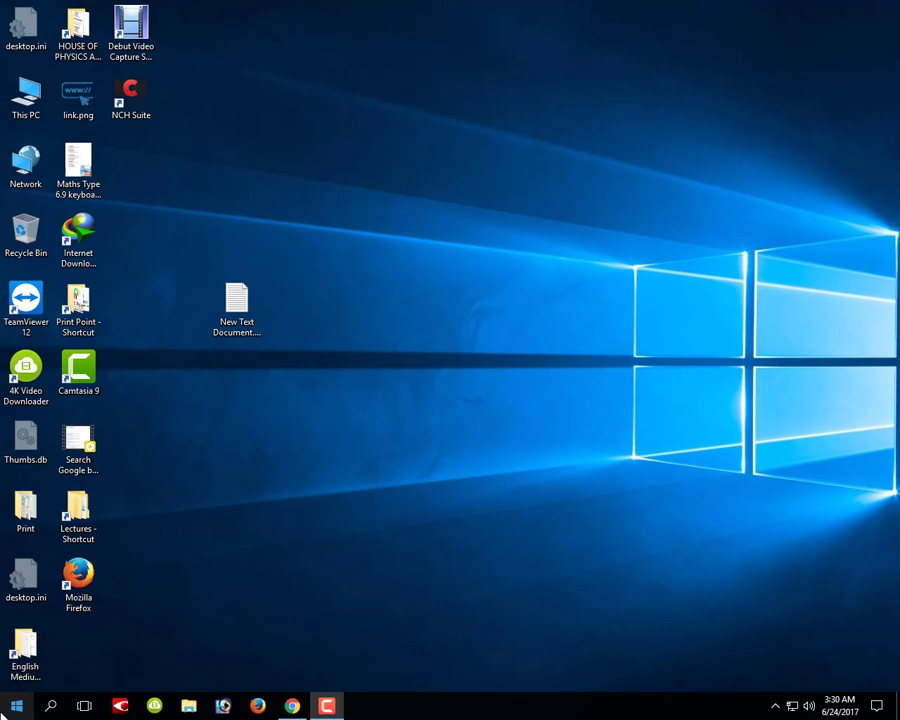 desktop.ini
HOUSE OF
PHYSICS A...
Debut Video
Capture S...
This PC
www://
link.png
NCH Suite
Network
Maths Type
6.9 keyboa...
Recycle Bin
Internet
Downlo...
TeamViewer
12
Print Point -
Shortcut
New Text
Document....
4K Video
Downloader
Camtasia 9
Thumbs.db
Search
Google b...
Print
Lectures -
Shortcut
desktop.ini
Mozilla
Firefox
English
Mediu...
3:30 AM
6/24/2017